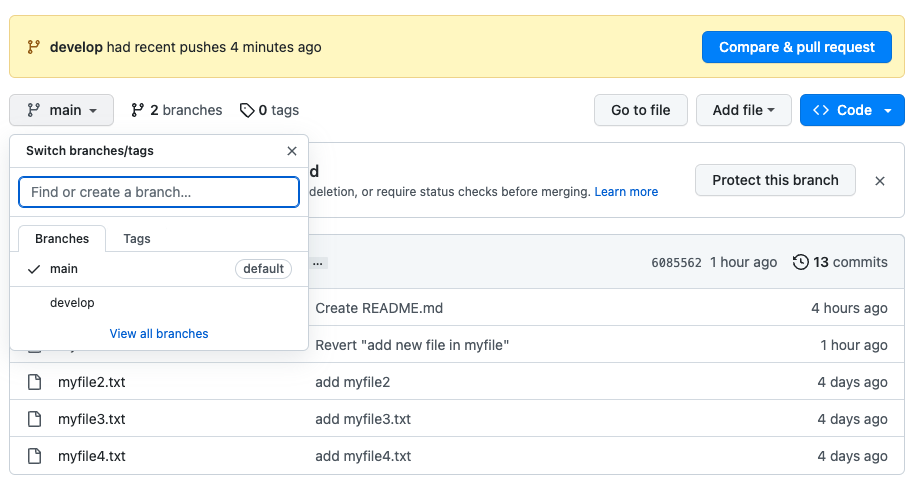 develop had recent pushes 4 minutes ago
Compare & pull request
main
2 branches
0 tags
Go to file
Add file
Code
Switch branches/tags
Find or create a branch...
Branches
Tags
main
default
develop
View all branches
deletion, or require status checks before merging. Learn more
Protect this branch
...
6085562 1 hour ago
13 commits
Create README.md
4 hours ago
Revert "add new file in myfile"
1 hour ago
myfile2.txt
add myfile2
4 days ago
myfile3.txt
add myfile3.txt
4 days ago
myfile4.txt
add myfile4.txt
4 days ago